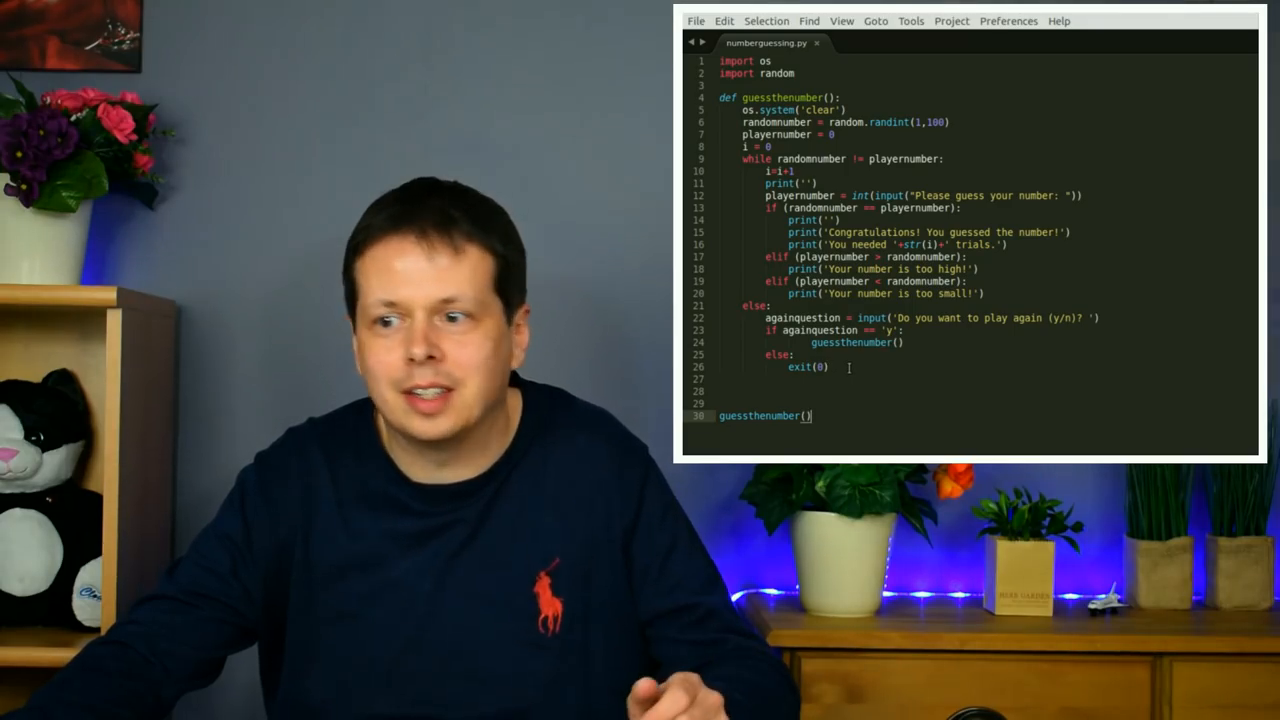 File Edit Selection Find View Goto Tools Project Preferences Help
numberguessing.py ×
1 import os
2 import random
3
4 def guessthenumber():
5 os.system('clear')
6 randomnumber = random.randint(1,100)
7 playernumber = 0
8 i = 0
9 while randomnumber != playernumber:
10 i=i+1
11 print('')
12 playernumber = int(input("Please guess your number: "))
13 if (randomnumber == playernumber):
14 print('')
15 print('Congratulations! You guessed the number!')
16 print('You needed '+str(i)+' trials.')
17 elif (playernumber > randomnumber):
18 print('Your number is too high!')
19 elif (playernumber < randomnumber):
20 print('Your number is too small!')
21 else:
22 againquestion = input('Do you want to play again (y/n)? ')
23 if againquestion == 'y':
24 guessthenumber()
25 else:
26 exit(0)
27
28
29
30 guessthenumber()
HERB GARDEN